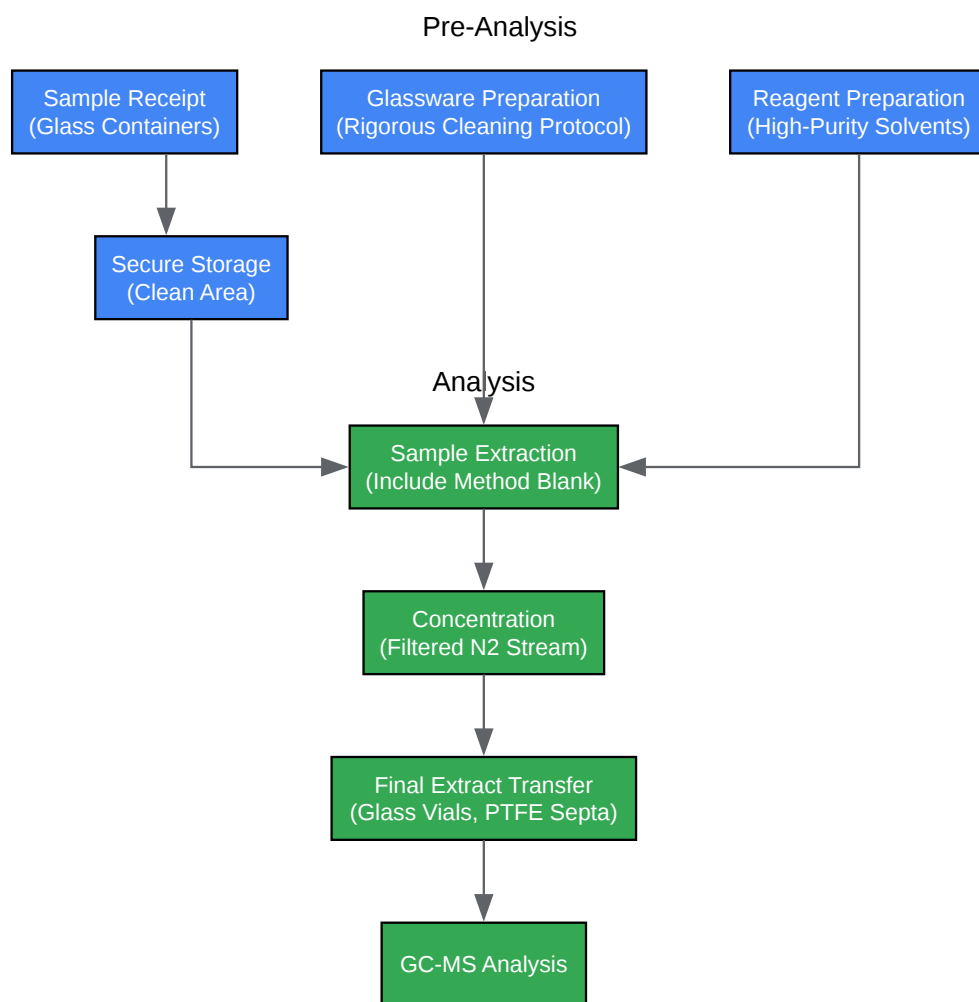 Pre-Analysis
Sample Receipt
(Glass Containers)
Glassware Preparation
(Rigorous Cleaning Protocol)
Reagent Preparation
(High-Purity Solvents)
Secure Storage
(Clean Area)
Analysis
Sample Extraction
(Include Method Blank)
Concentration
(Filtered N2 Stream)
Final Extract Transfer
(Glass Vials, PTFE Septa)
GC-MS Analysis